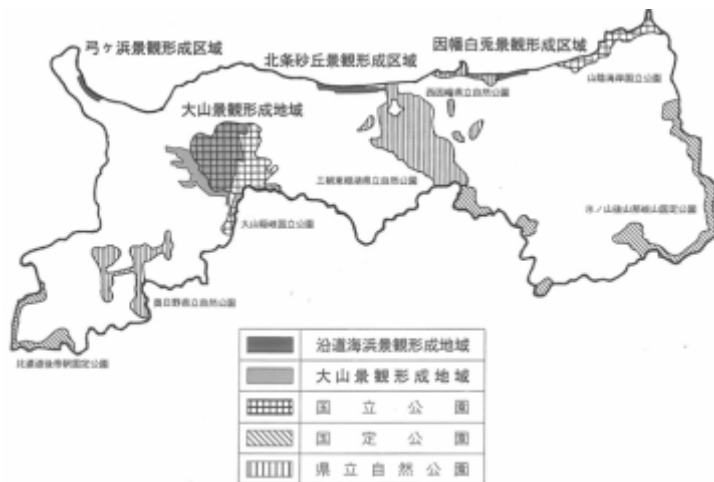 弓ヶ浜景観形成区域
北条砂丘景観形成区域
因幡白兎景観形成区域
山陰海岸国立公園
西因幡県立自然公園
大山景観形成地域
三朝東郷湖県立自然公園
氷ノ山後山那岐山国定公園
大山隠岐国立公園
奥日野県立自然公園
比婆道後帝釈国定公園
沿道海浜景観形成地域
大山景観形成地域
国立公園
国定公園
県立自然公園